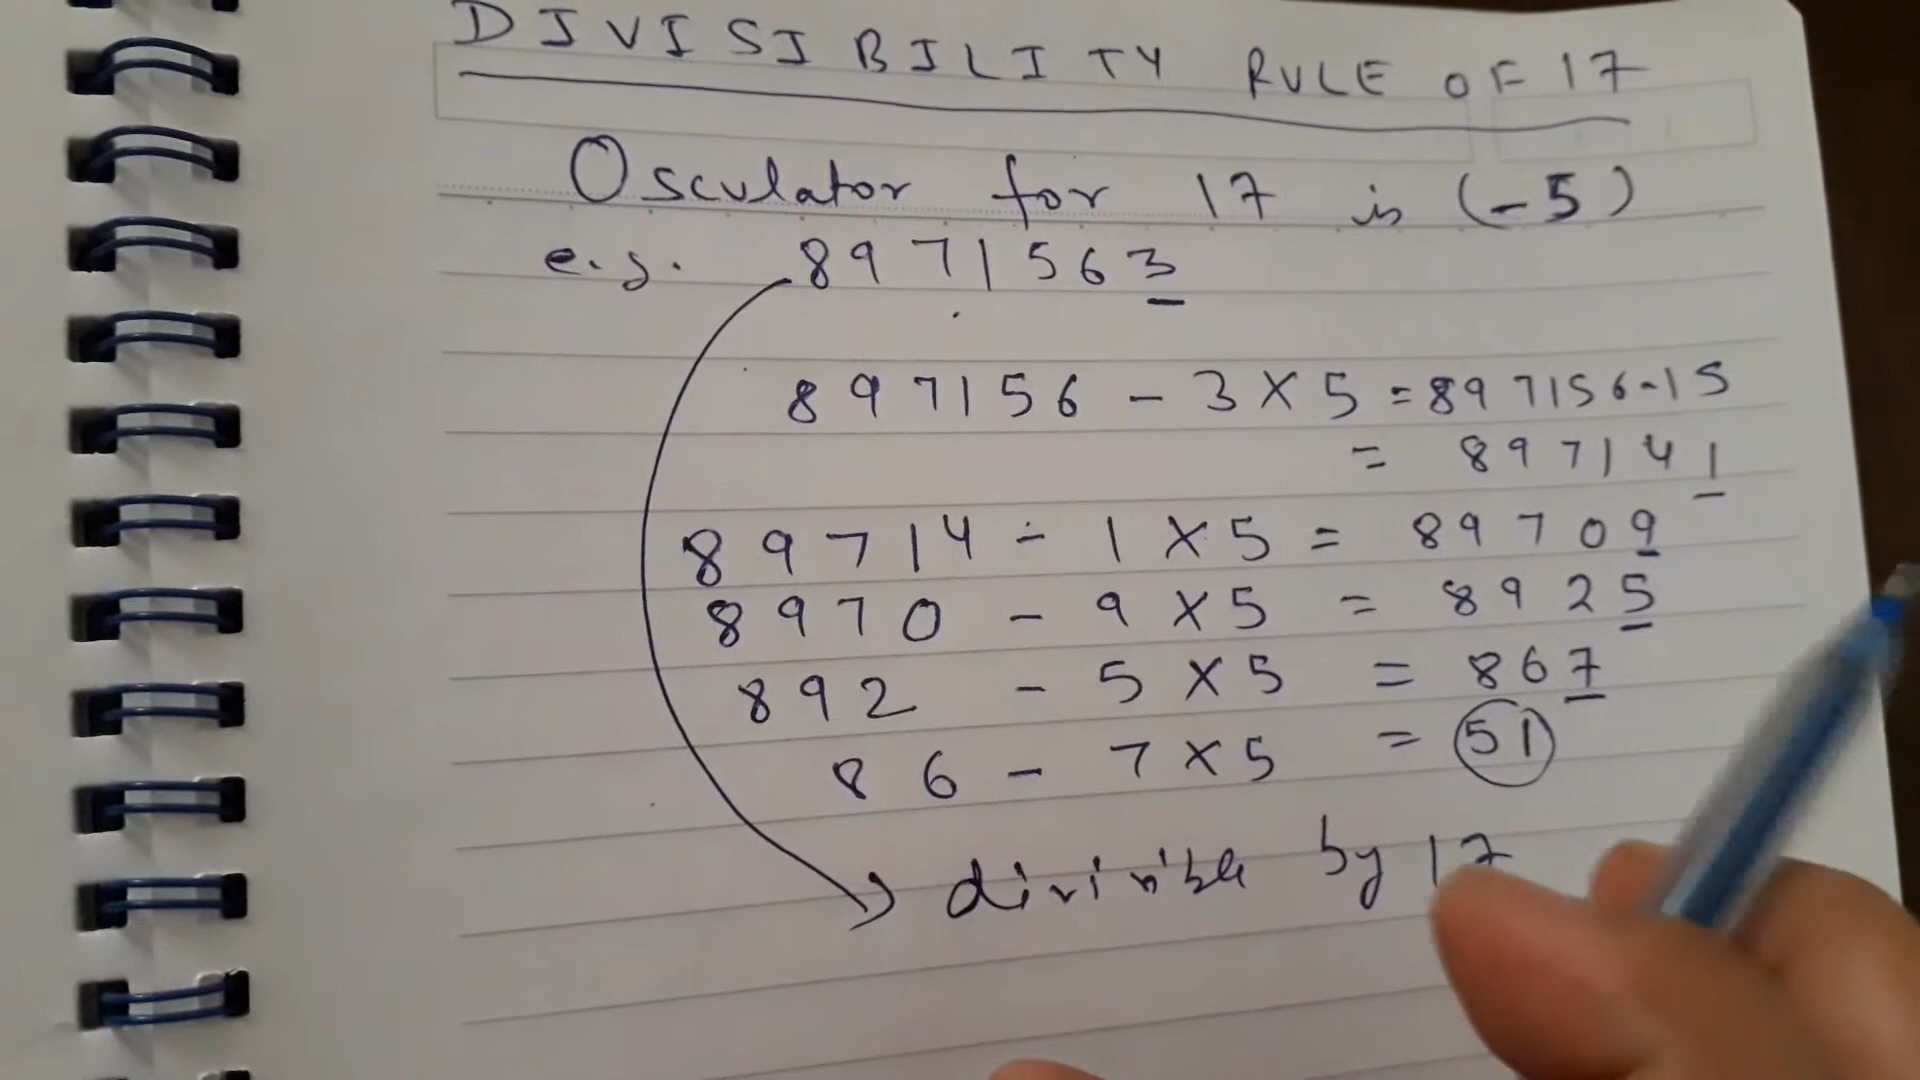 DIVISIBILITY RULE OF 17
Osculator for 17 is (-5)
e.g. 8971563
897156 - 3 × 5 = 897156-15
= 897141
89714 - 1 × 5 = 89709
8970 - 9 × 5 = 8925
892 - 5 × 5 = 867
86 - 7 × 5 = 51
divisible by 17